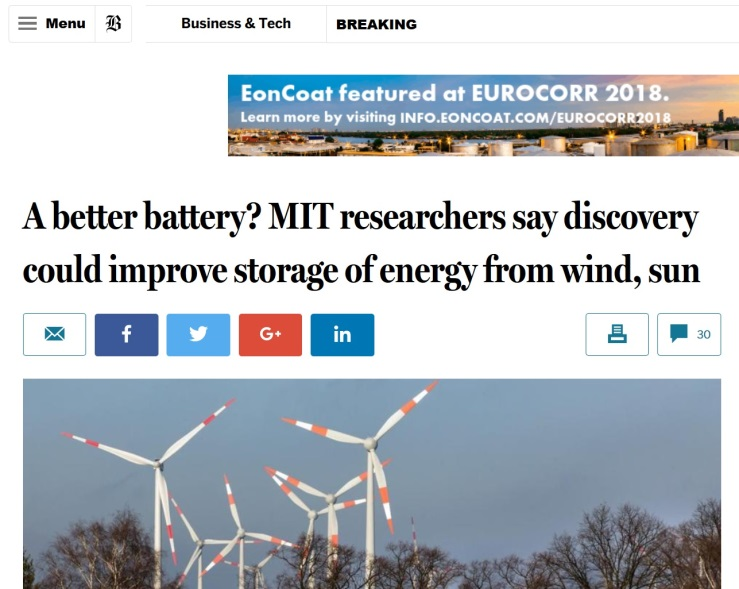 Menu
B
Business & Tech
BREAKING
EonCoat featured at EUROCORR 2018.
Learn more by visiting INFO.EONCOAT.COM/EUROCORR2018
A better battery? MIT researchers say discovery
could improve storage of energy from wind, sun
f
G+
in
30